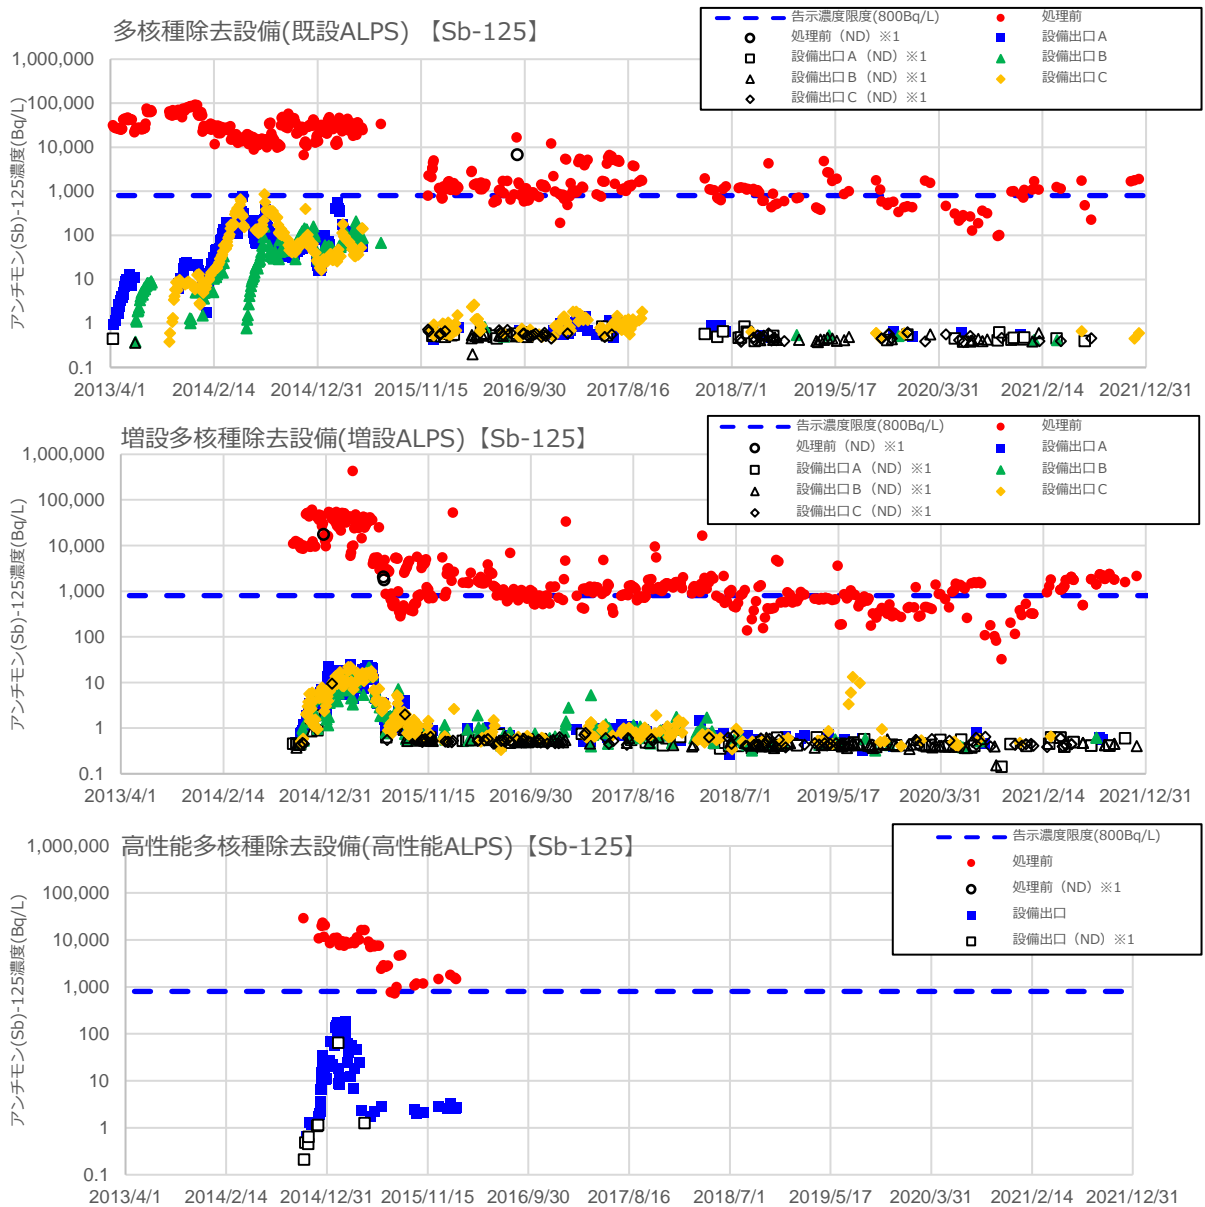 多核種除去設備(既設ALPS) 【Sb-125】
告示濃度限度(800Bq/L)
処理前
処理前（ND）※1
設備出口A
設備出口A（ND）※1
設備出口B
設備出口B（ND）※1
設備出口C
設備出口C（ND）※1
アンチモン(Sb)-125濃度(Bq/L)
1,000,000
100,000
10,000
1,000
100
10
1
0.1
2013/4/1 2014/2/14 2014/12/31 2015/11/15 2016/9/30 2017/8/16 2018/7/1 2019/5/17 2020/3/31 2021/2/14 2021/12/31
増設多核種除去設備(増設ALPS)【Sb-125】
告示濃度限度(800Bq/L)
処理前
処理前（ND）※1
設備出口A
設備出口A（ND）※1
設備出口B
設備出口B（ND）※1
設備出口C
設備出口C（ND）※1
アンチモン(Sb)-125濃度(Bq/L)
1,000,000
100,000
10,000
1,000
100
10
1
0.1
2013/4/1 2014/2/14 2014/12/31 2015/11/15 2016/9/30 2017/8/16 2018/7/1 2019/5/17 2020/3/31 2021/2/14 2021/12/31
高性能多核種除去設備(高性能ALPS)【Sb-125】
告示濃度限度(800Bq/L)
処理前
処理前（ND）※1
設備出口
設備出口（ND）※1
アンチモン(Sb)-125濃度(Bq/L)
1,000,000
100,000
10,000
1,000
100
10
1
0.1
2013/4/1 2014/2/14 2014/12/31 2015/11/15 2016/9/30 2017/8/16 2018/7/1 2019/5/17 2020/3/31 2021/2/14 2021/12/31